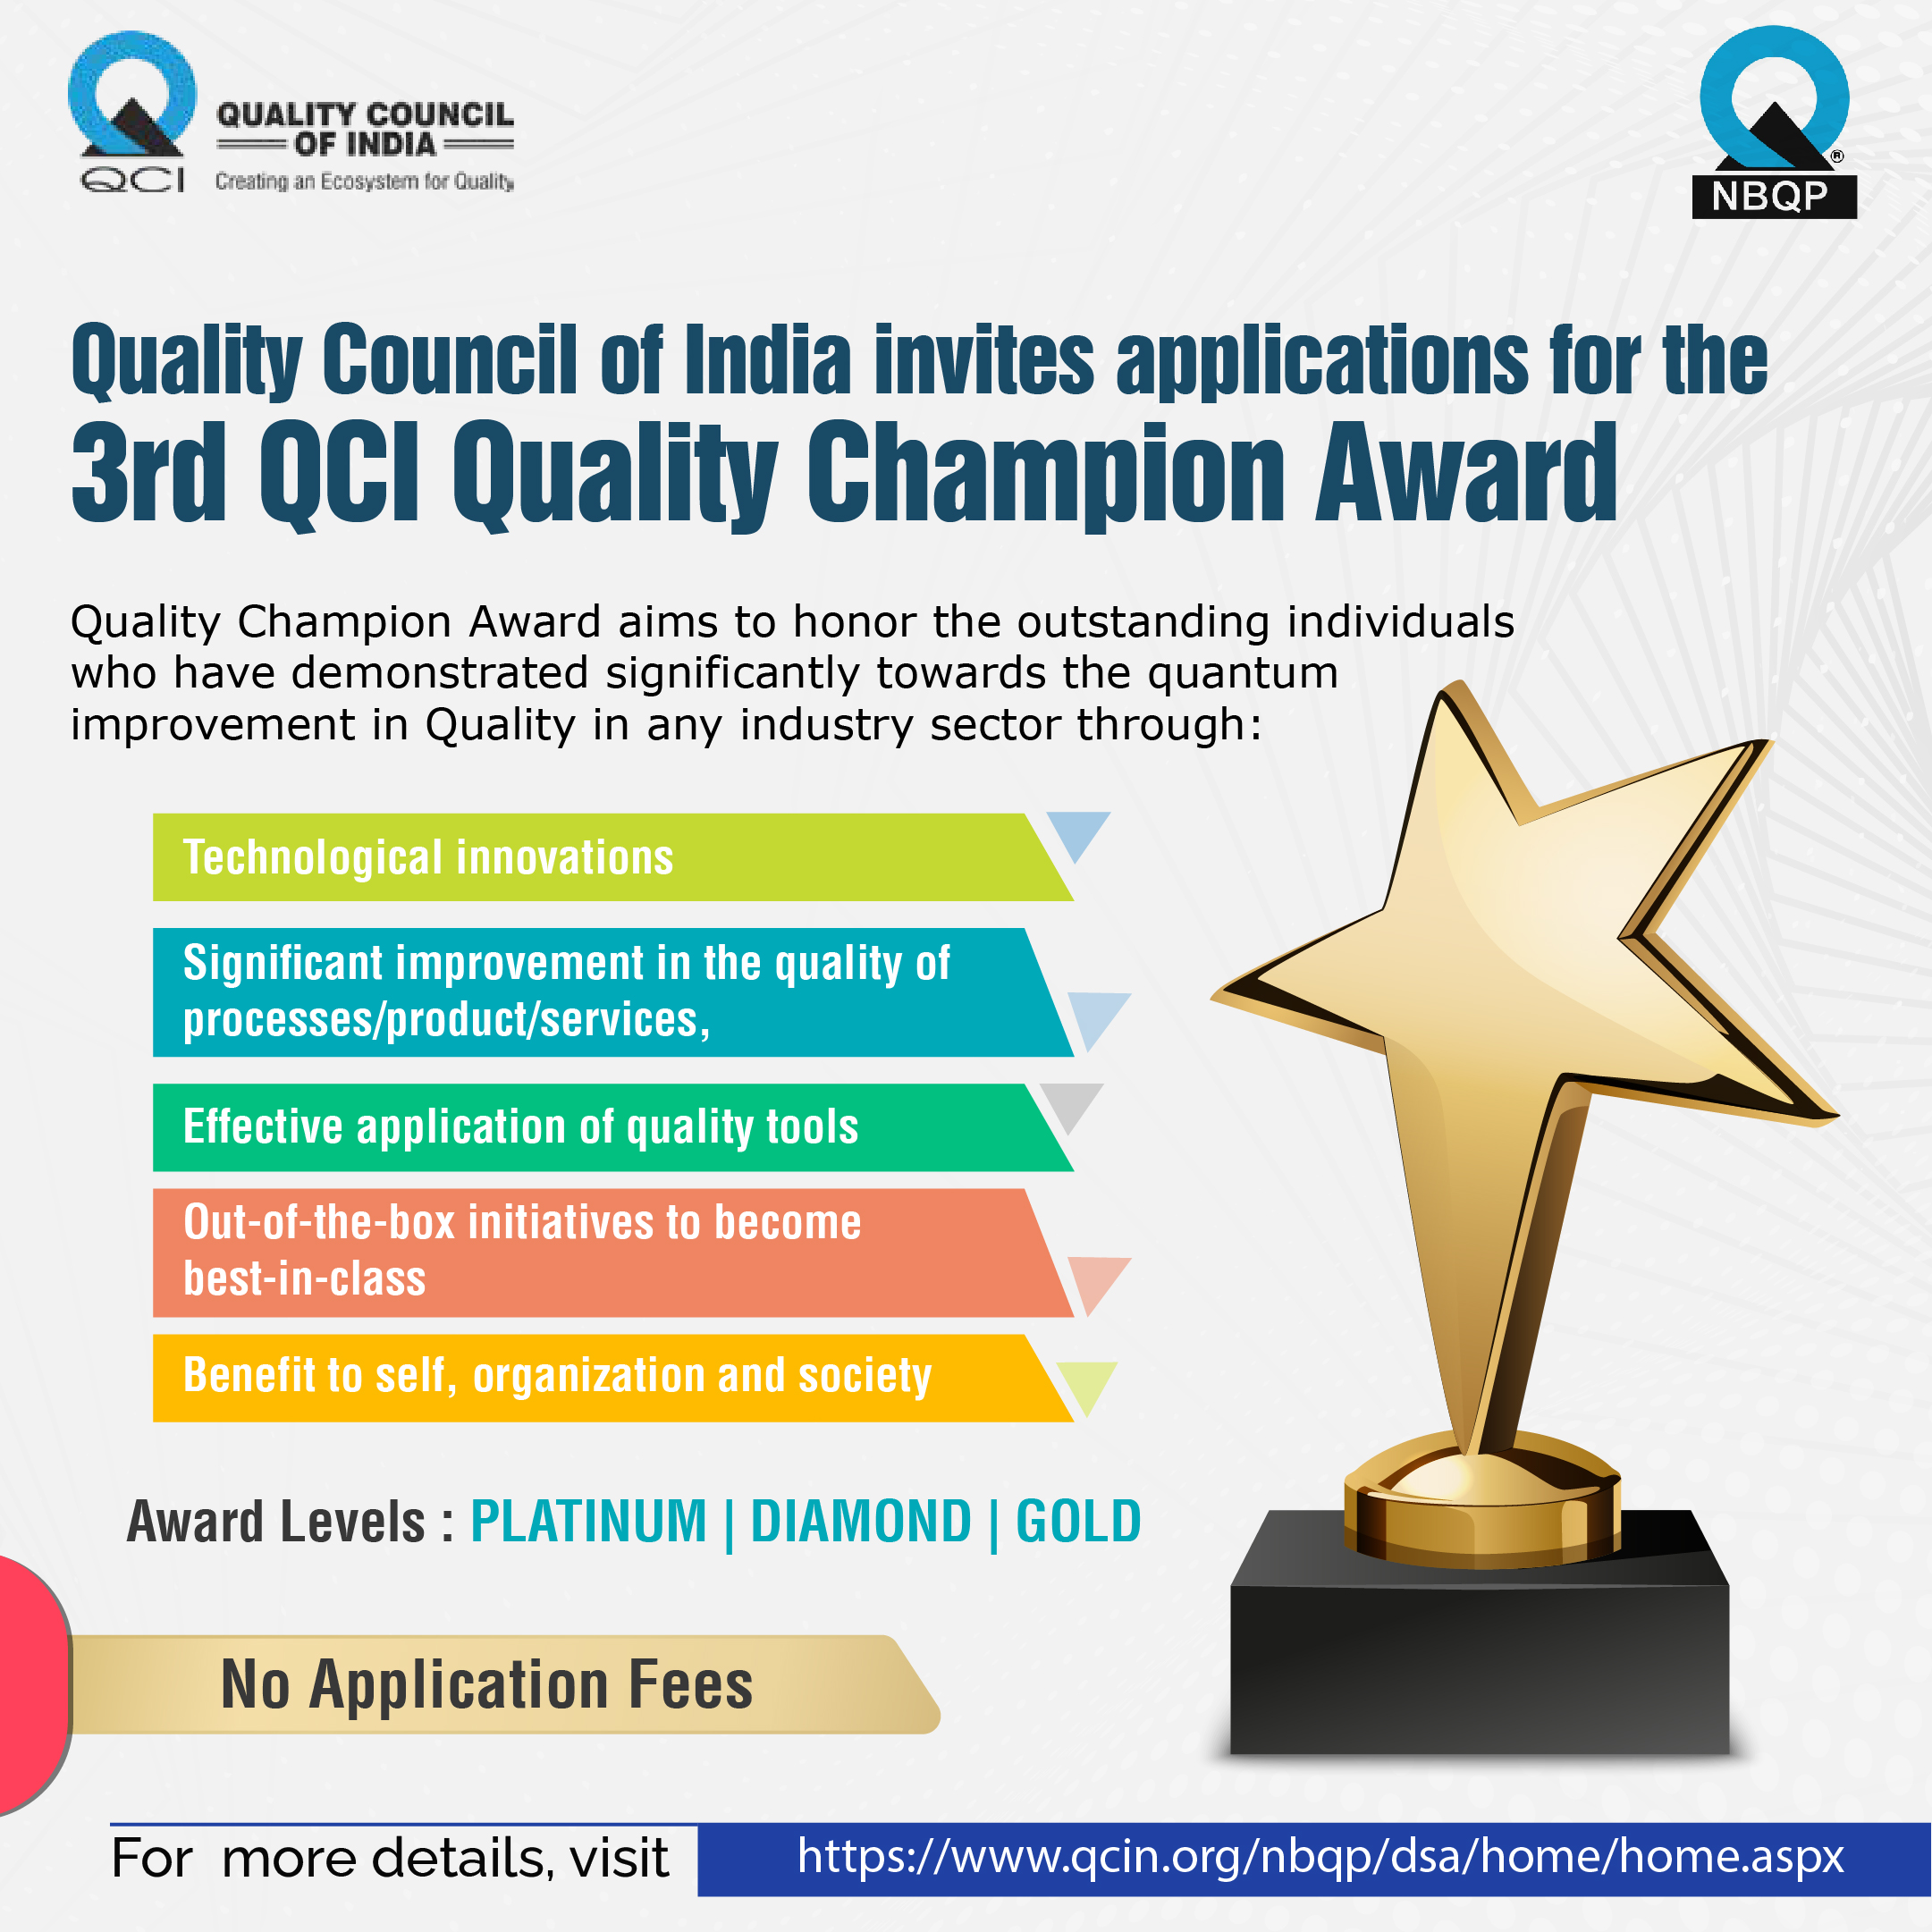 QCI
QUALITY COUNCIL
OF INDIA
Creating an Ecosystem for Quality
®
NBQP
Quality Council of India invites applications for the
3rd QCI Quality Champion Award
Quality Champion Award aims to honor the outstanding individuals
who have demonstrated significantly towards the quantum
improvement in Quality in any industry sector through:
Technological innovations
Significant improvement in the quality of
processes/product/services,
Effective application of quality tools
Out-of-the-box initiatives to become
best-in-class
Benefit to self, organization and society
Award Levels : PLATINUM | DIAMOND | GOLD
No Application Fees
For more details, visit https://www.qcin.org/nbqp/dsa/home/home.aspx